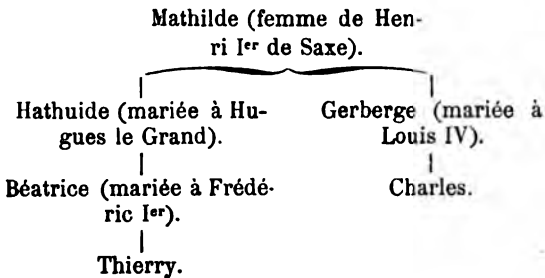 Mathilde (femme de Hen-
ri Iᵉʳ de Saxe).
Hathuide (mariée à Hu-
gues le Grand).
Gerberge (mariée à
Louis IV).
Béatrice (mariée à Frédé-
ric Iᵉʳ).
Charles.
Thierry.